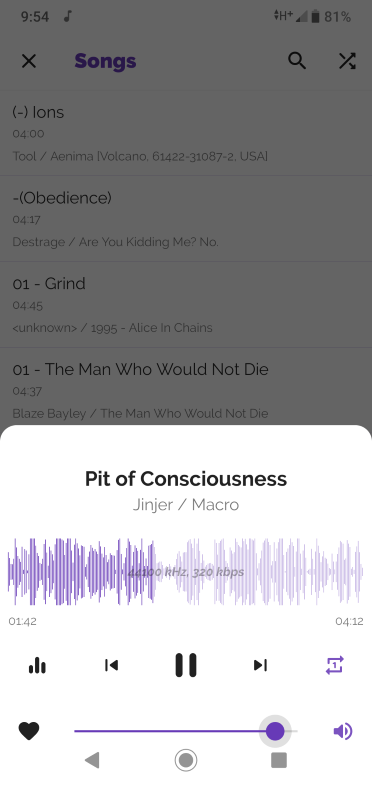 9:54
H+ 81%
Songs
(-) Ions
04:00
Tool / Aenima [Volcano, 61422-31087-2, USA]
-(Obedience)
04:17
Destrage / Are You Kidding Me? No.
01 - Grind
04:45
<unknown> / 1995 - Alice In Chains
01 - The Man Who Would Not Die
04:37
Blaze Bayley / The Man Who Would Not Die
Pit of Consciousness
Jinjer / Macro
44100 kHz, 320 kbps
01:42 04:12
1